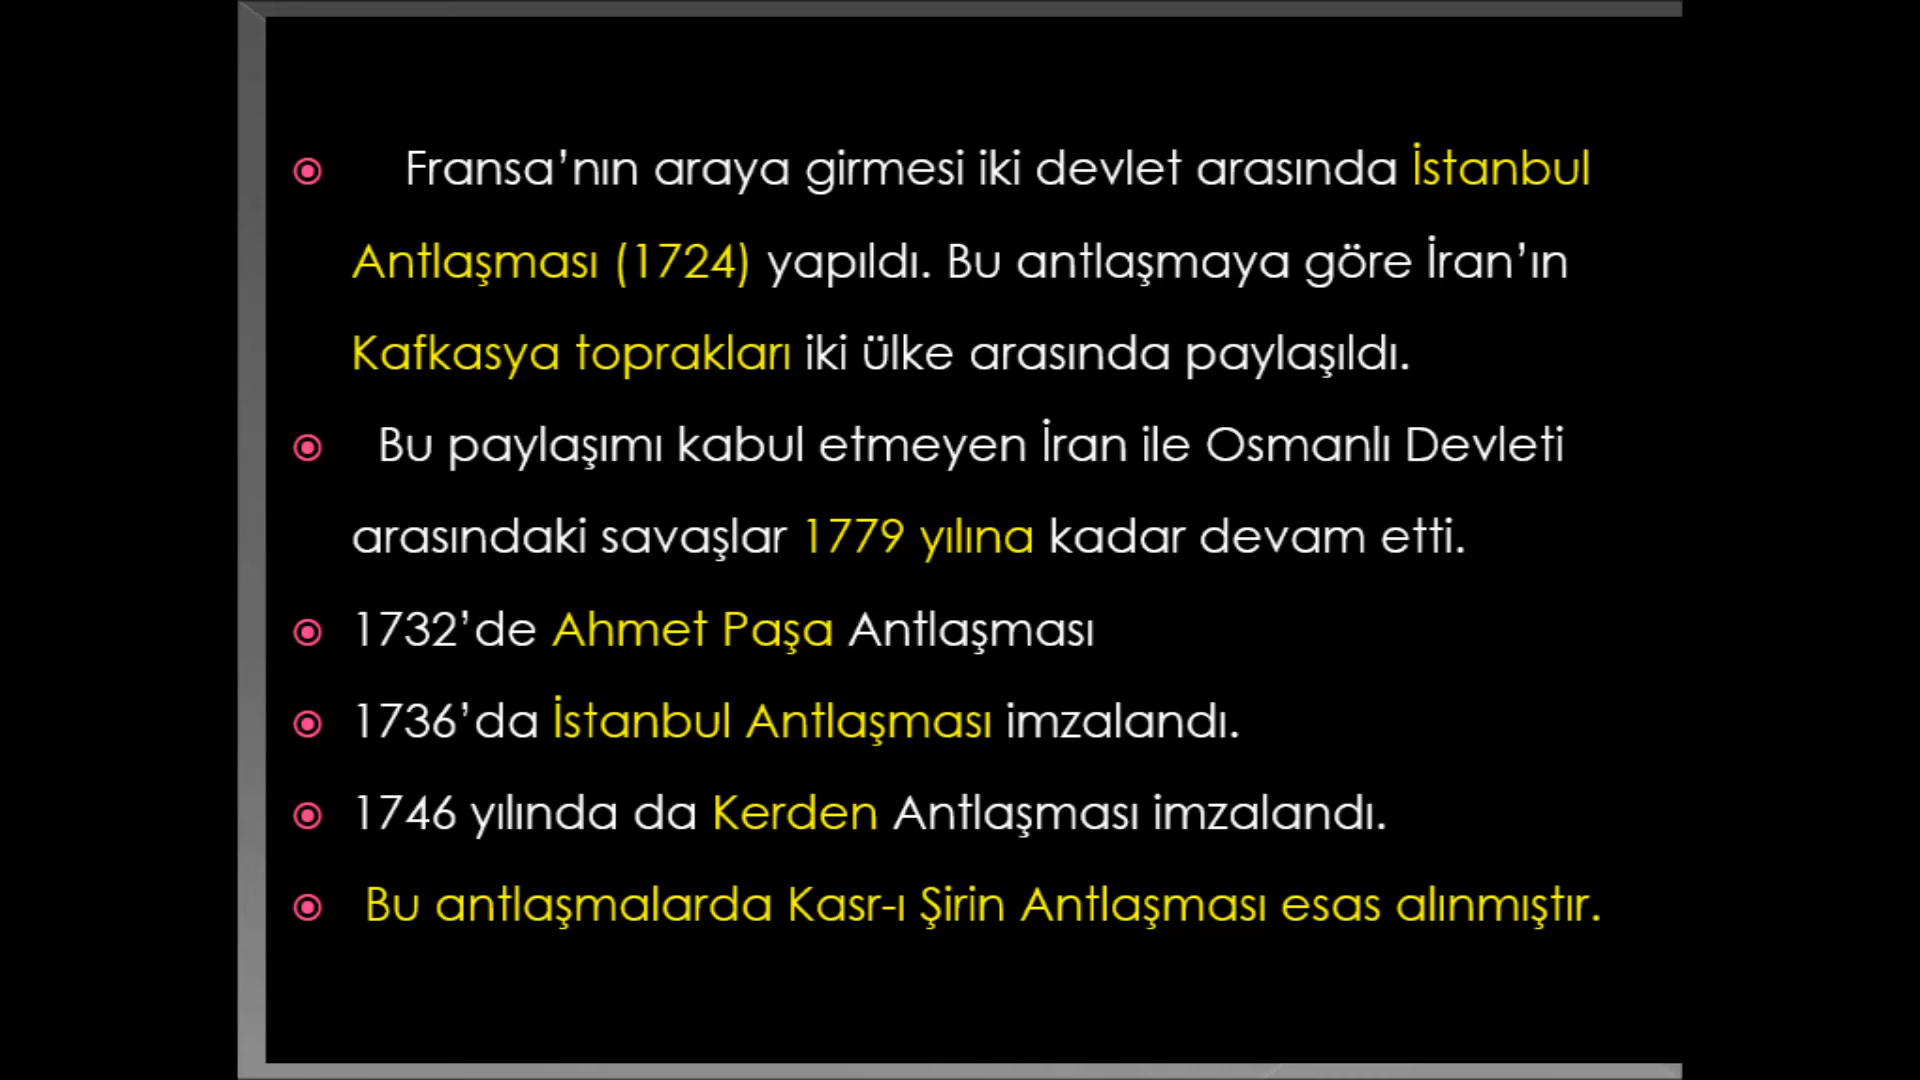 Fransa’nın araya girmesi iki devlet arasında İstanbul
Antlaşması (1724) yapıldı. Bu antlaşmaya göre İran’ın
Kafkasya toprakları iki ülke arasında paylaşıldı.
Bu paylaşımı kabul etmeyen İran ile Osmanlı Devleti
arasındaki savaşlar 1779 yılına kadar devam etti.
1732’de Ahmet Paşa Antlaşması
1736’da İstanbul Antlaşması imzalandı.
1746 yılında da Kerden Antlaşması imzalandı.
Bu antlaşmalarda Kasr-ı Şirin Antlaşması esas alınmıştır.